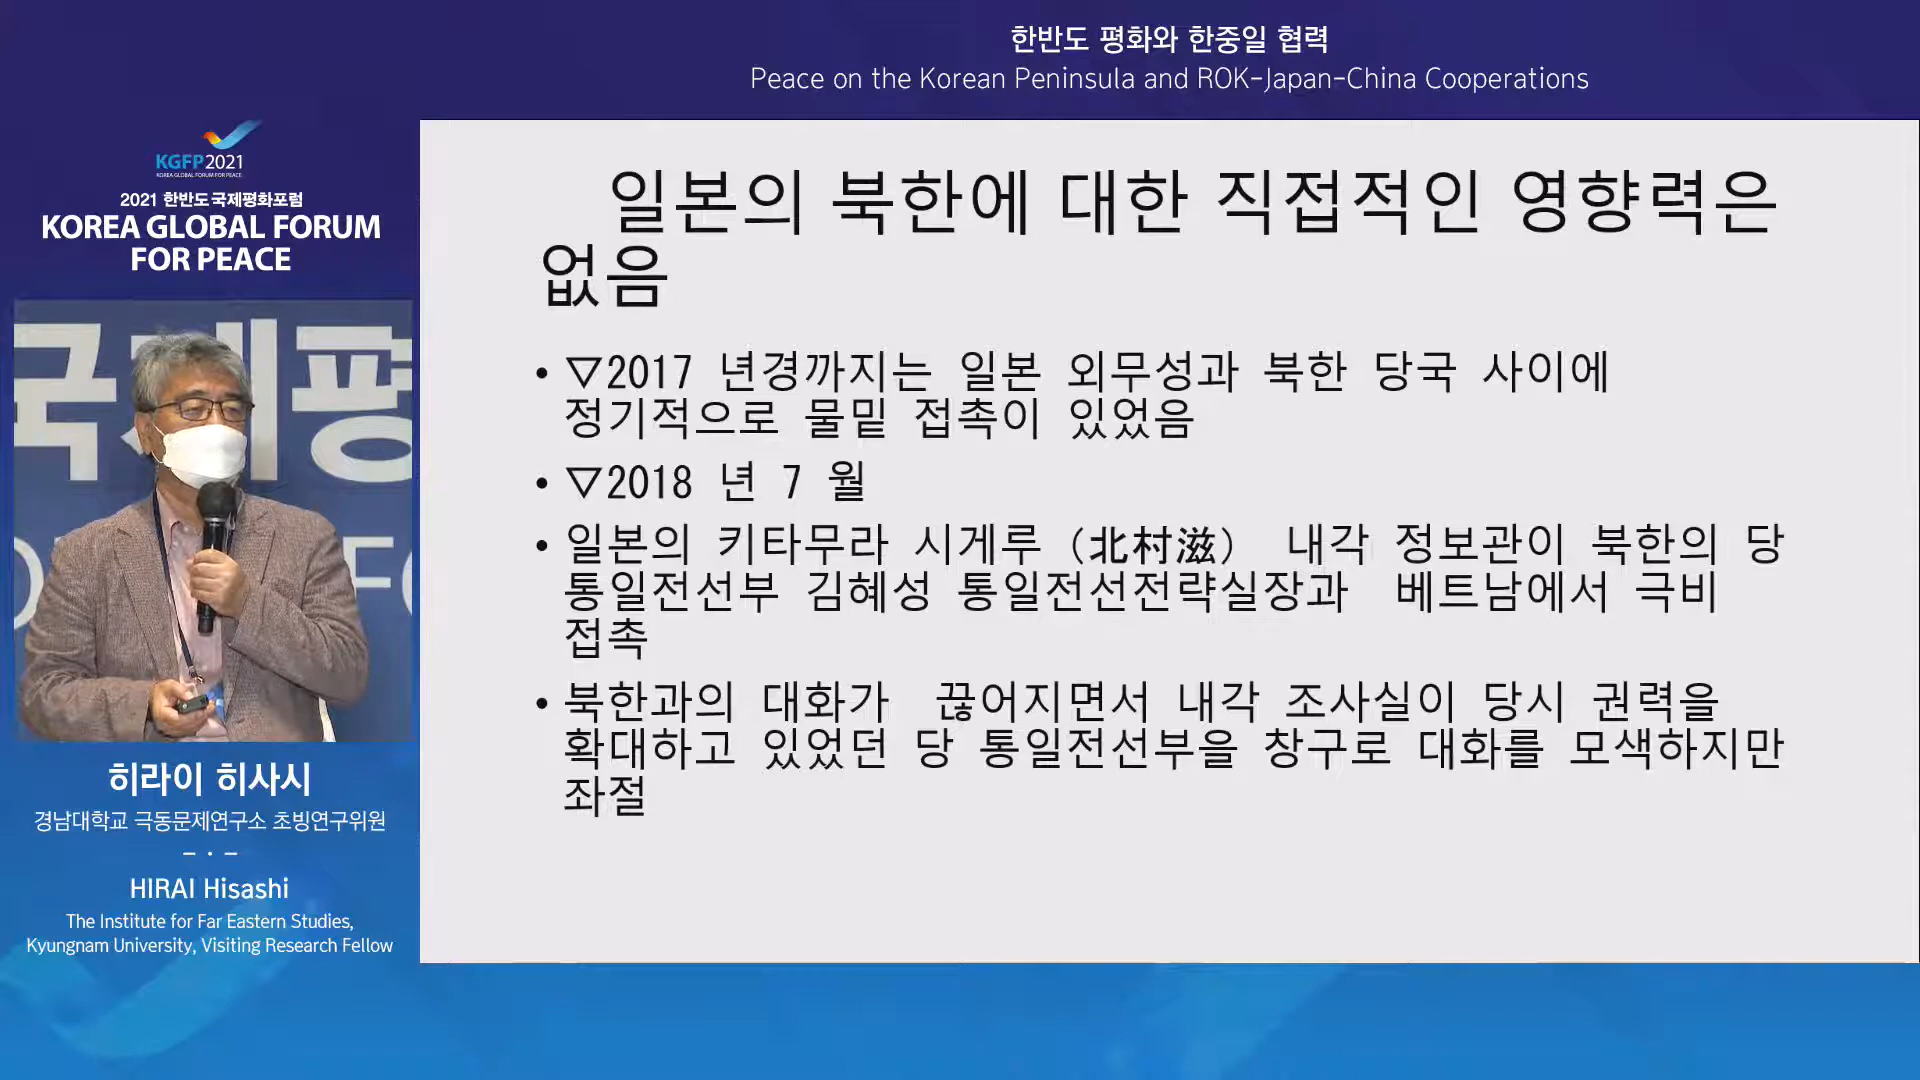 한반도 평화와 한중일 협력
Peace on the Korean Peninsula and ROK-Japan-China Cooperations
KGFP2021
KOREA GLOBAL FORUM FOR PEACE
2021 한반도국제평화포럼
KOREA GLOBAL FORUM
FOR PEACE
국제평
히라이 히사시
경남대학교 극동문제연구소 초빙연구위원
HIRAI Hisashi
The Institute for Far Eastern Studies,
Kyungnam University, Visiting Research Fellow
일본의 북한에 대한 직접적인 영향력은
없음
• ▽2017 년경까지는 일본 외무성과 북한 당국 사이에
정기적으로 물밑 접촉이 있었음
• ▽2018 년 7 월
• 일본의 키타무라 시게루（北村滋） 내각 정보관이 북한의 당
통일전선부 김혜성 통일전선전략실장과 베트남에서 극비
접촉
• 북한과의 대화가 끊어지면서 내각 조사실이 당시 권력을
확대하고 있었던 당 통일전선부을 창구로 대화를 모색하지만
좌절